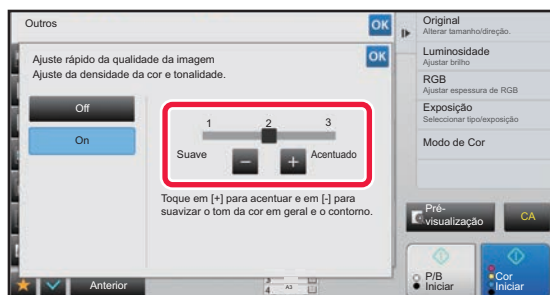 Outros
OK
Ajuste rápido da qualidade da imagem
Ajuste da densidade da cor e tonalidade.
OK
Off
On
1 2 3
Suave
Acentuado
Toque em [+] para acentuar e em [-] para
suavizar o tom da cor em geral e o contorno.
Anterior
3
4
A3
Original
Alterar tamanho/direção.
Luminosidade
Ajustar brilho
RGB
Ajustar espessura de RGB
Exposição
Seleccionar tipo/exposição
Modo de Cor
Pré-
visualização
CA
P/B
Iniciar
Cor
Iniciar